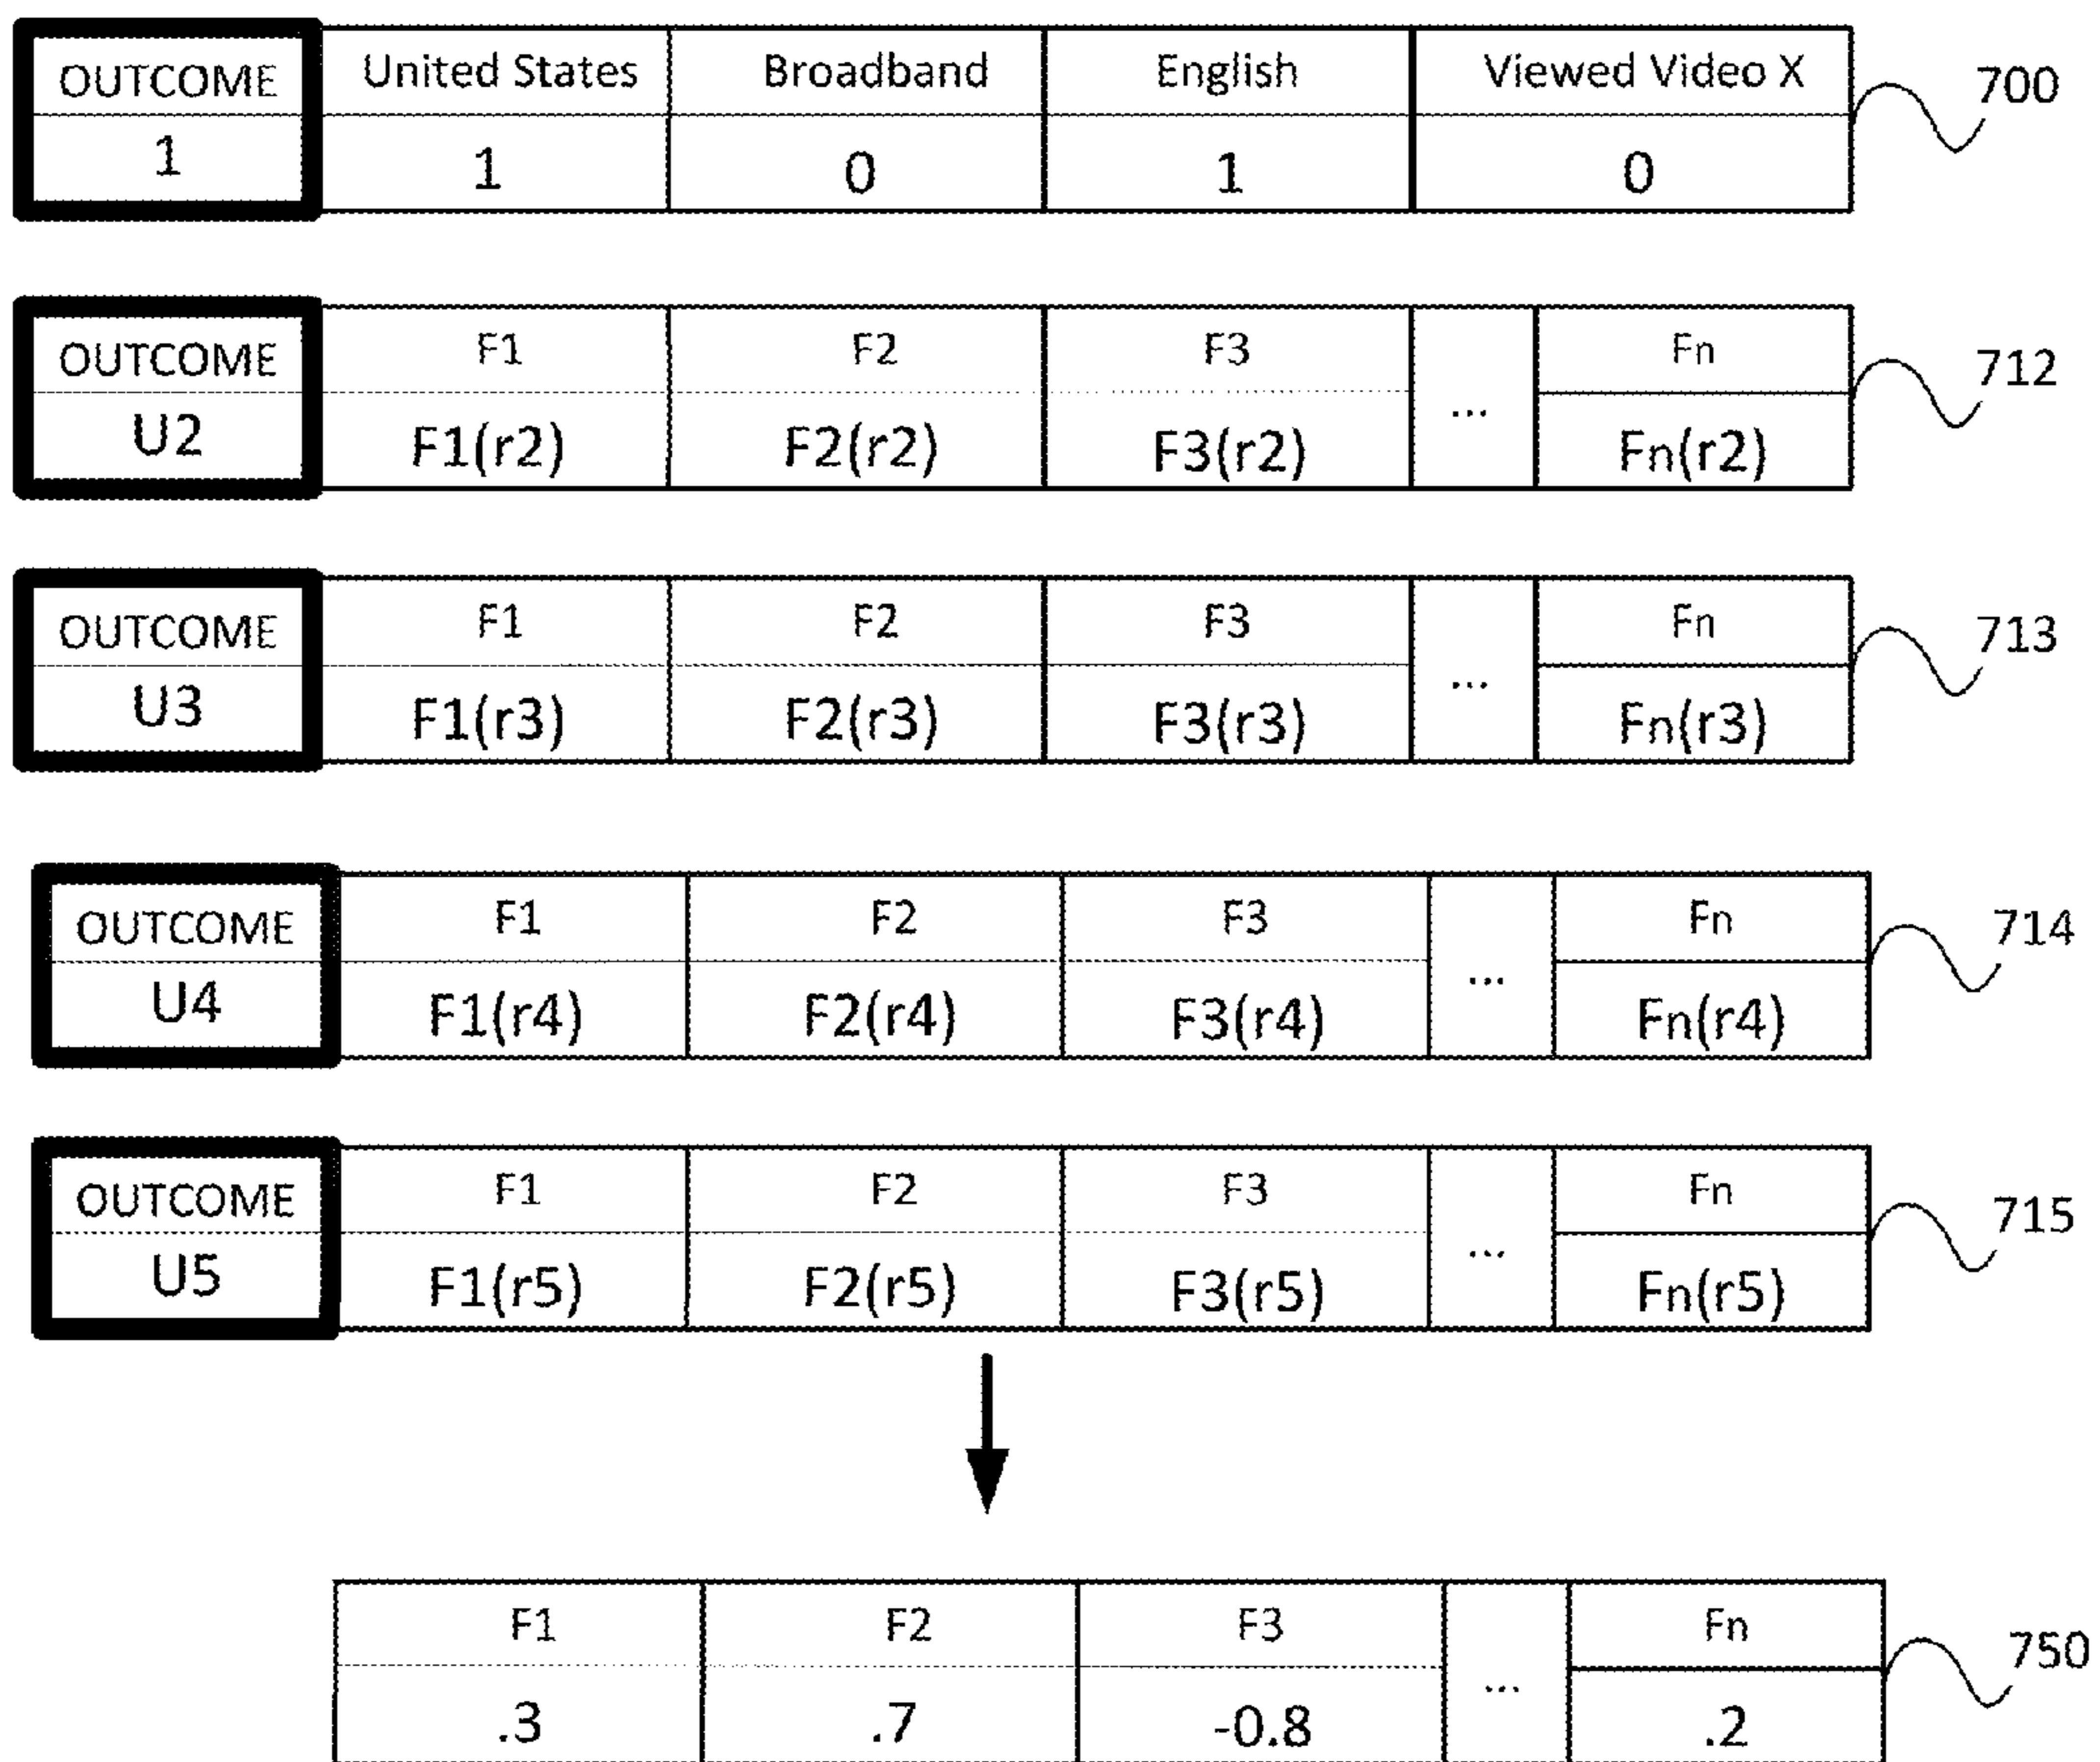 OUTCOME United States Broadband English Viewed Video X 700
1 1 0 1 0
OUTCOME F1 F2 F3 Fn 712
U2 F1(r2) F2(r2) F3(r2) ... Fn(r2)
OUTCOME F1 F2 F3 Fn 713
U3 F1(r3) F2(r3) F3(r3) ... Fn(r3)
OUTCOME F1 F2 F3 Fn 714
U4 F1(r4) F2(r4) F3(r4) ... Fn(r4)
OUTCOME F1 F2 F3 Fn 715
U5 F1(r5) F2(r5) F3(r5) ... Fn(r5)
F1 F2 F3 Fn 750
.3 .7 -0.8 ... .2